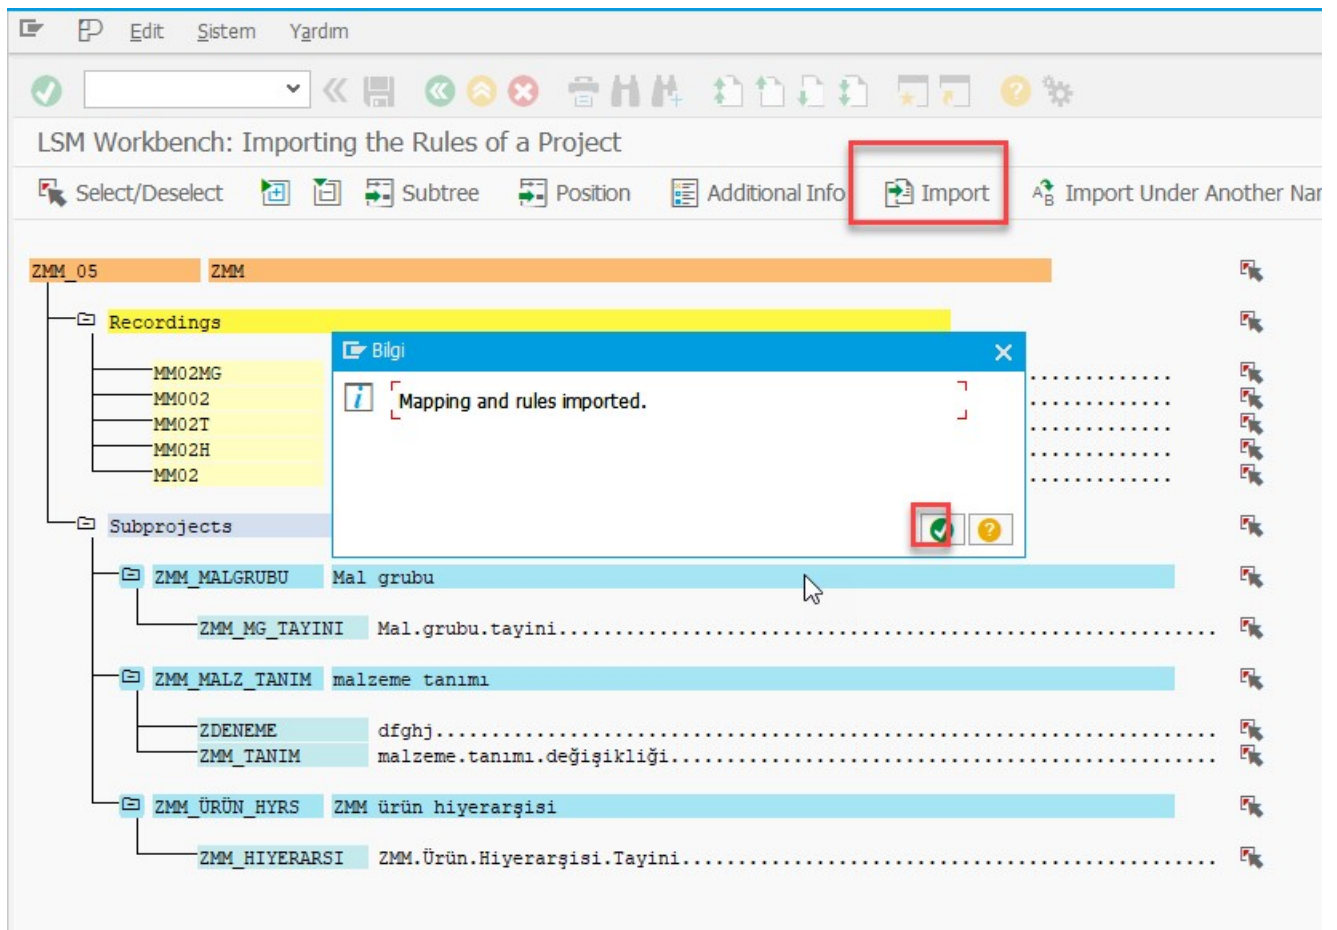 Edit Sistem Yardım
LSM Workbench: Importing the Rules of a Project
Select/Deselect Subtree Position Additional Info Import Import Under Another Nar
ZMM_05 ZMM
Recordings
Bilgi
MM02MG
Mapping and rules imported.
MM002
MM02T
MM02H
MM02
Subprojects
ZMM_MALGRUBU Mal grubu
ZMM_MG_TAYINI Mal.grubu.tayini
ZMM_MALZ_TANIM malzeme tanımı
ZDENEME dfghj
ZMM_TANIM malzeme.tanımı.değişikliği
ZMM_ÜRÜN_HYRS ZMM ürün hiyerarşisi
ZMM_HIYERARSI ZMM.Ürün.Hiyerarşisi.Tayini